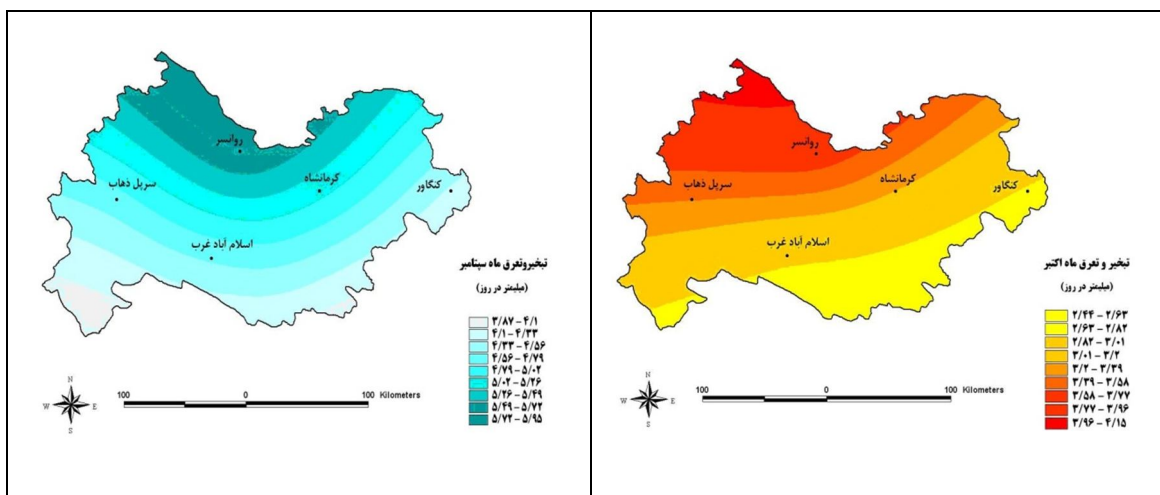 روانسر
کرمانشاه
کنگاور
سرپل ذهاب
اسلام آباد غرب
تبخیروتعرق ماه سپتامبر
(میلیمتر در روز)
۳/۸۷ - ۴/۱
۴/۱ - ۴/۳۳
۴/۳۳ - ۴/۵۶
۴/۵۶ - ۴/۷۹
۴/۷۹ - ۵/۰۲
۵/۰۲ - ۵/۲۶
۵/۲۶ - ۵/۴۹
۵/۴۹ - ۵/۷۲
۵/۷۲ - ۵/۹۵
N
W E
S
100 0 100 Kilometers
روانسر
کرمانشاه
کنگاور
سرپل ذهاب
اسلام آباد غرب
تبخیر و تعرق ماه اکتبر
(میلیمتر در روز)
۲/۴۴ - ۲/۶۳
۲/۶۳ - ۲/۸۲
۲/۸۲ - ۳/۰۱
۳/۰۱ - ۳/۲
۳/۲ - ۳/۳۹
۳/۳۹ - ۳/۵۸
۳/۵۸ - ۳/۷۷
۳/۷۷ - ۳/۹۶
۳/۹۶ - ۴/۱۵
N
W E
S
100 0 100 Kilometers